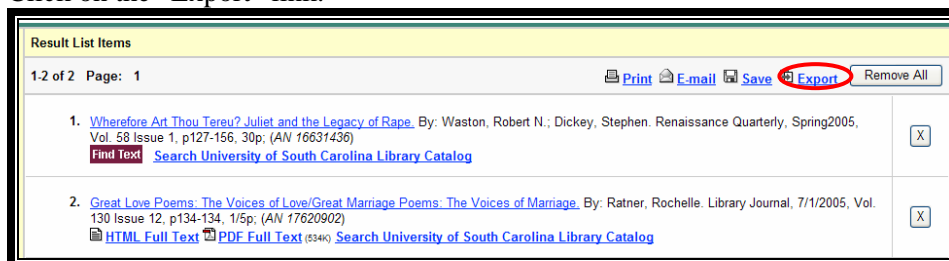 Click on the "Export" link.
Result List Items
1-2 of 2 Page: 1 Print E-mail Save Export Remove All
1. Wherefore Art Thou Tereu? Juliet and the Legacy of Rape. By: Waston, Robert N.; Dickey, Stephen. Renaissance Quarterly, Spring2005,
Vol. 58 Issue 1, p127-156, 30p; (AN 16631436)
X
Find Text Search University of South Carolina Library Catalog
2. Great Love Poems: The Voices of Love/Great Marriage Poems: The Voices of Marriage. By: Ratner, Rochelle. Library Journal, 7/1/2005, Vol.
130 Issue 12, p134-134, 1/5p; (AN 17620902)
X
HTML Full Text PDF Full Text (534K) Search University of South Carolina Library Catalog